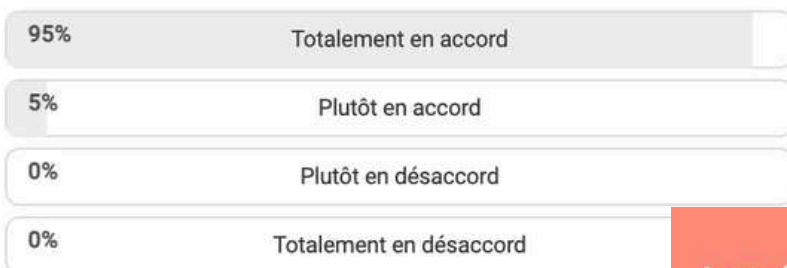 95% Totalement en accord
5% Plutôt en accord
0% Plutôt en désaccord
0% Totalement en désaccord